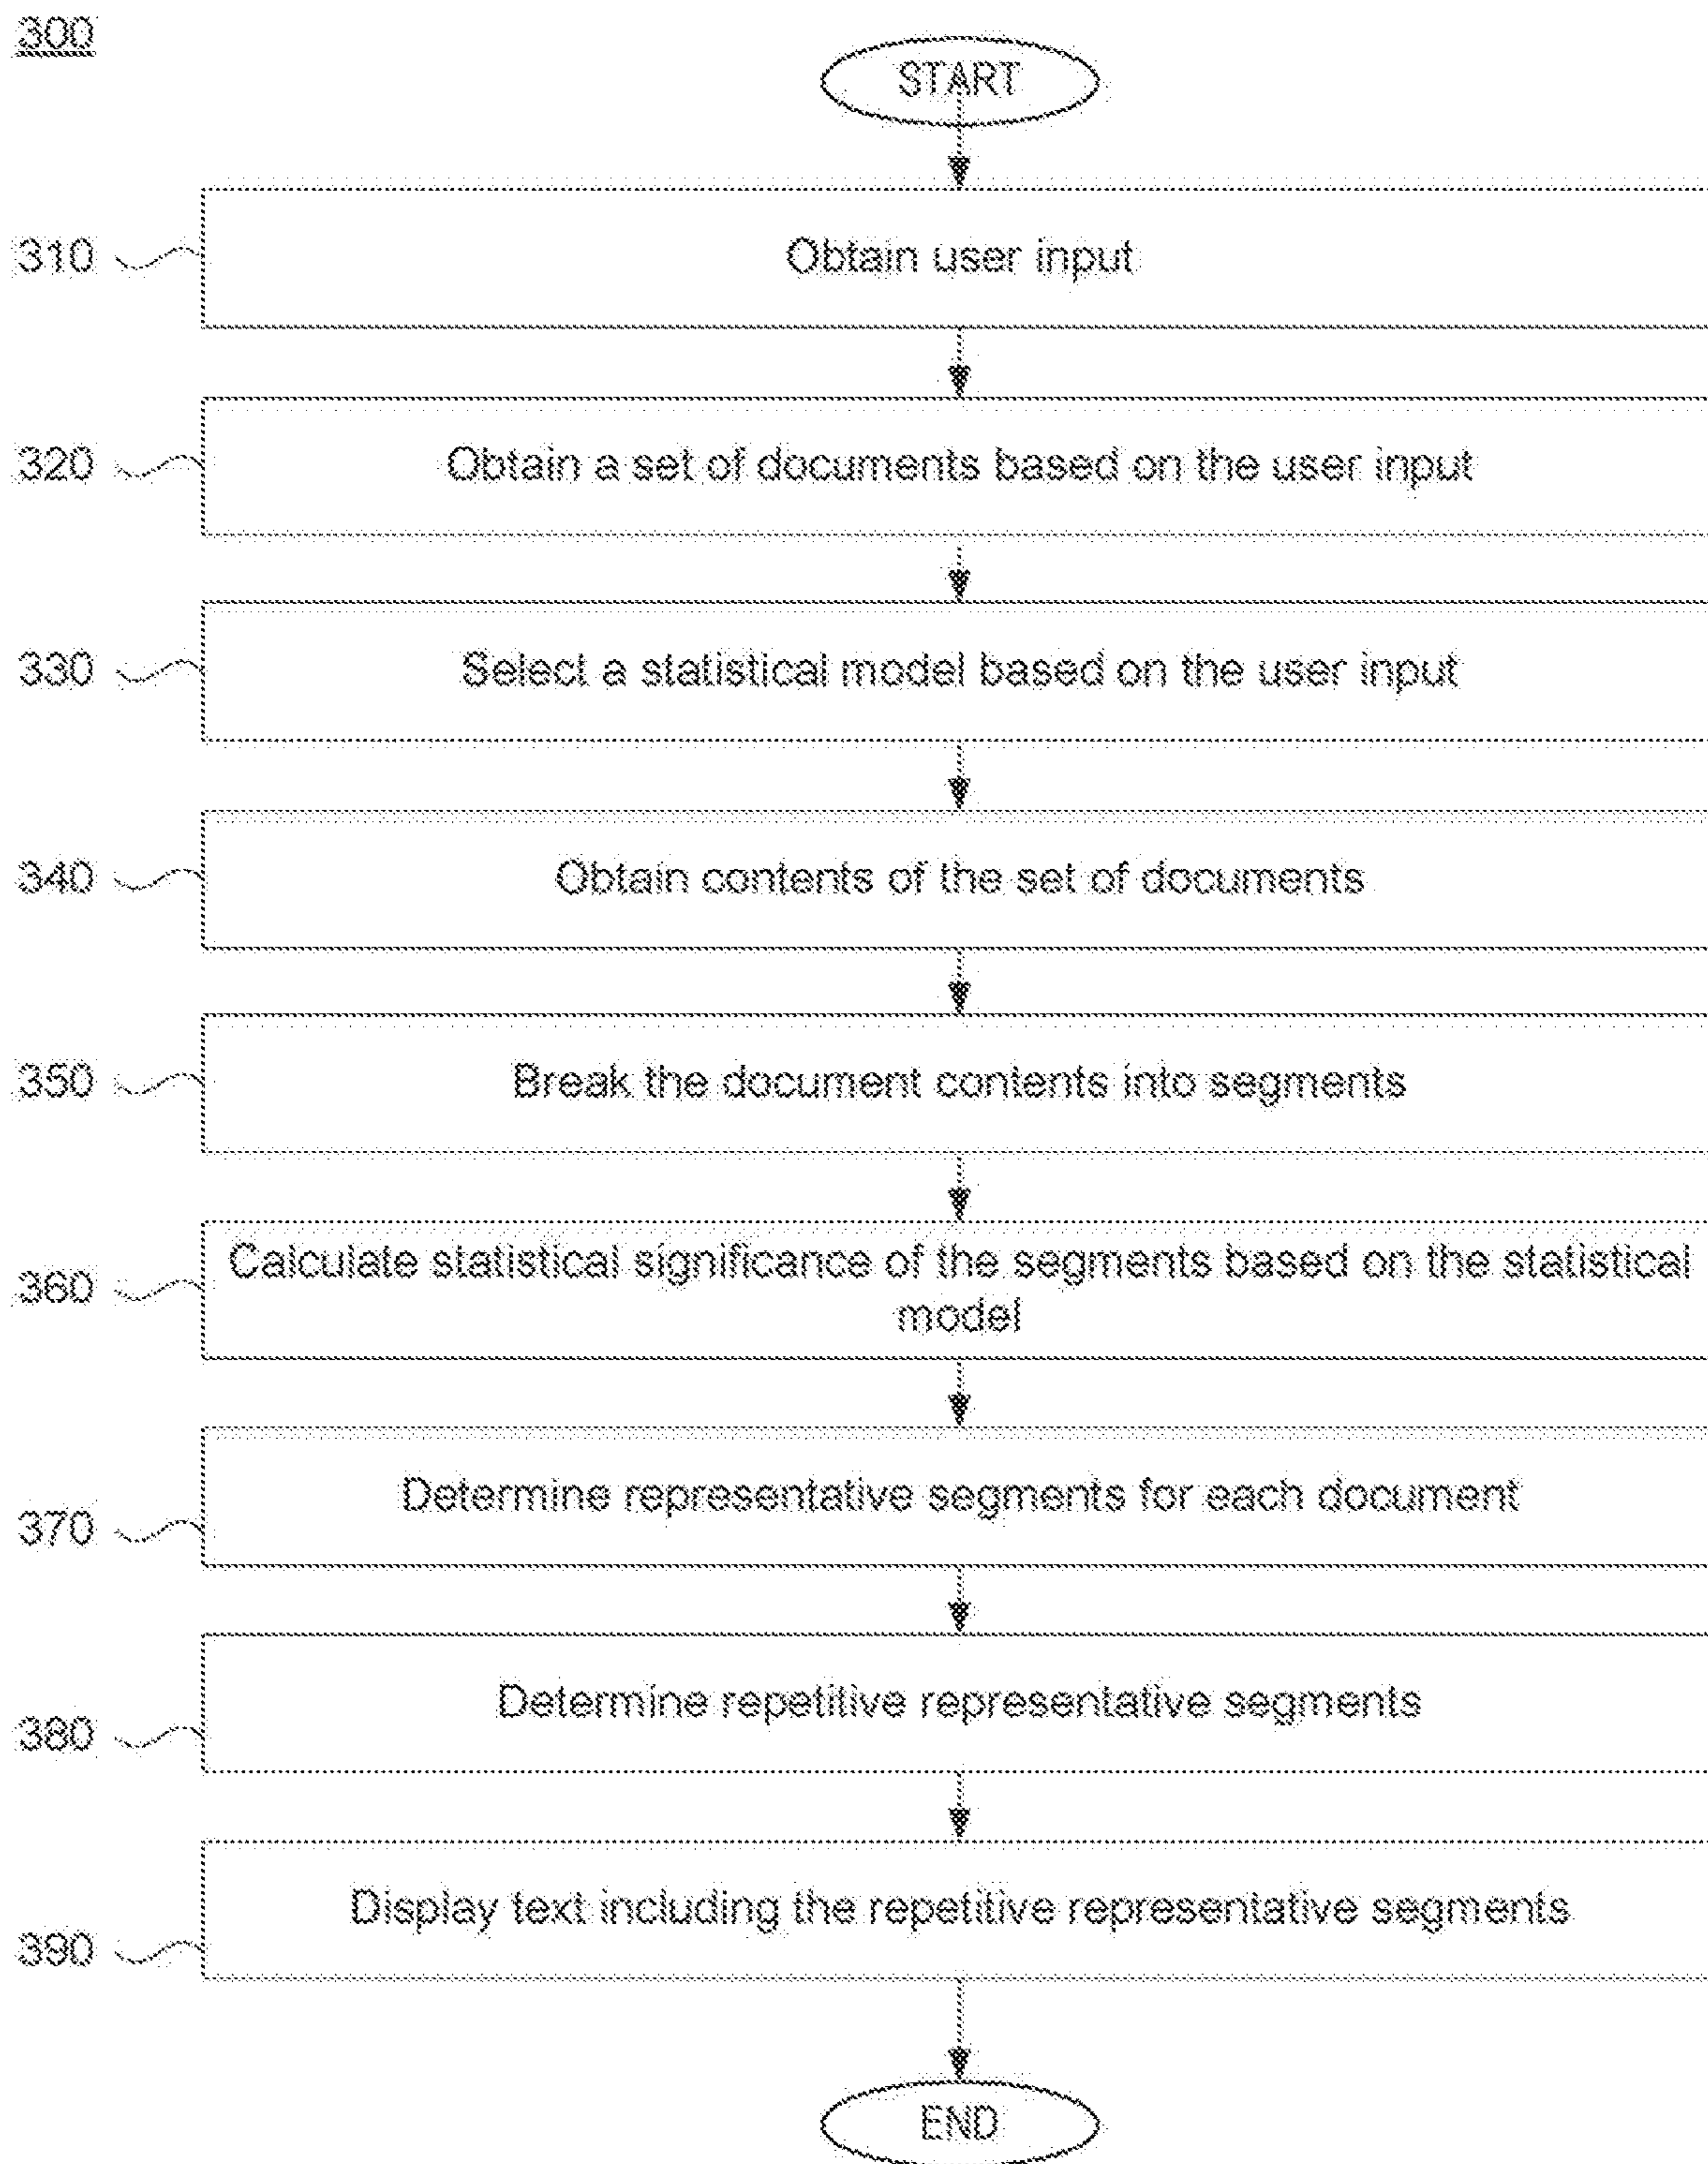 300
START
310
Obtain user input
320
Obtain a set of documents based on the user input
330
Select a statistical model based on the user input
340
Obtain contents of the set of documents
350
Break the document contents into segments
360
Calculate statistical significance of the segments based on the statistical
model
370
Determine representative segments for each document
380
Determine repetitive representative segments
390
Display text including the repetitive representative segments
END